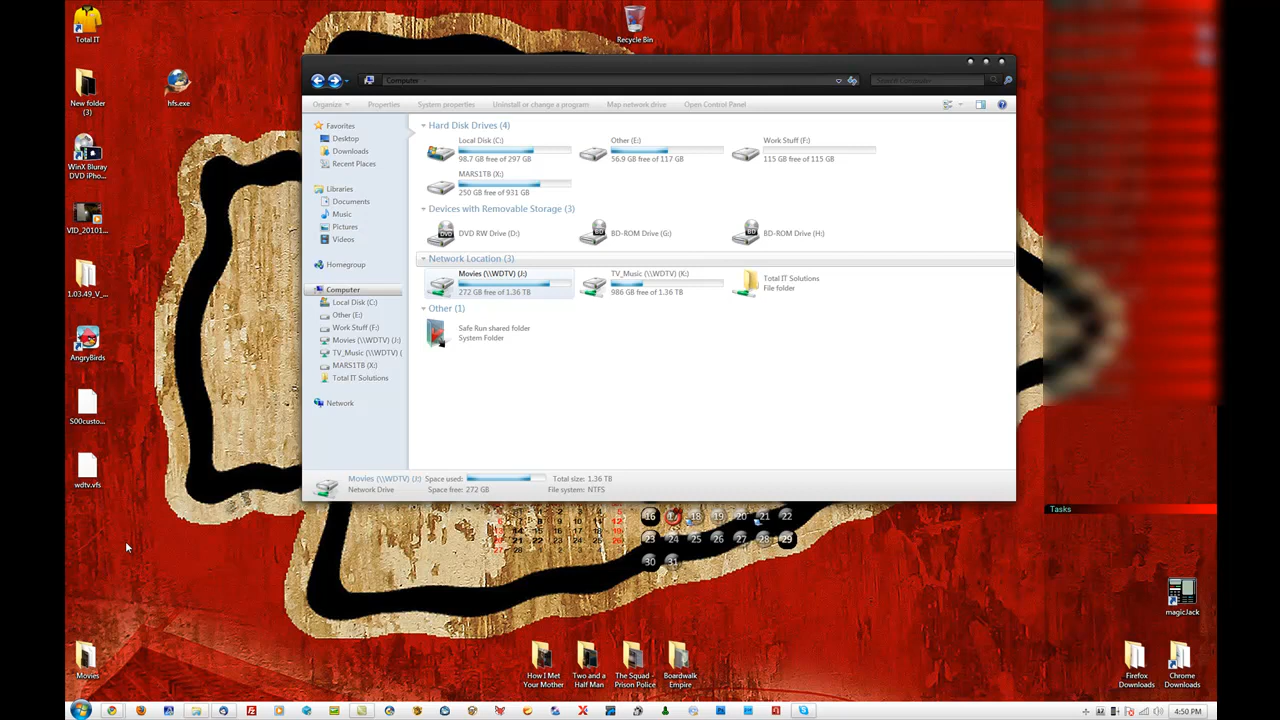 Total IT
Recycle Bin
New folder
(3)
hfs.exe
WinX Bluray
DVD iPho...
VID_20101...
1.03.49_V_...
AngryBirds
S00custo...
wdtv.vfs
Movies
Computer
Search Computer
Organize
Properties
System properties
Uninstall or change a program
Map network drive
Open Control Panel
Favorites
Desktop
Downloads
Recent Places
Libraries
Documents
Music
Pictures
Videos
Homegroup
Computer
Local Disk (C:)
Other (E:)
Work Stuff (F:)
Movies (\\WDTV) (J:)
TV_Music (\\WDTV) (
MARS1TB (X:)
Total IT Solutions
Network
Hard Disk Drives (4)
Local Disk (C:)
98.7 GB free of 297 GB
Other (E:)
56.9 GB free of 117 GB
Work Stuff (F:)
115 GB free of 115 GB
MARS1TB (X:)
250 GB free of 931 GB
Devices with Removable Storage (3)
DVD RW Drive (D:)
BD-ROM Drive (G:)
BD-ROM Drive (H:)
Network Location (3)
Movies (\\WDTV) (J:)
272 GB free of 1.36 TB
TV_Music (\\WDTV) (K:)
986 GB free of 1.36 TB
Total IT Solutions
File folder
Other (1)
Safe Run shared folder
System Folder
Movies (\\WDTV) (J:) Space used: Total size: 1.36 TB
Network Drive Space free: 272 GB File system: NTFS
16 17 18 19 20 21 22
23 24 25 26 27 28 29
30 31
Tasks
magicJack
How I Met
Your Mother
Two and a
Half Man
The Squad -
Prison Police
Boardwalk
Empire
Firefox
Downloads
Chrome
Downloads
4:50 PM